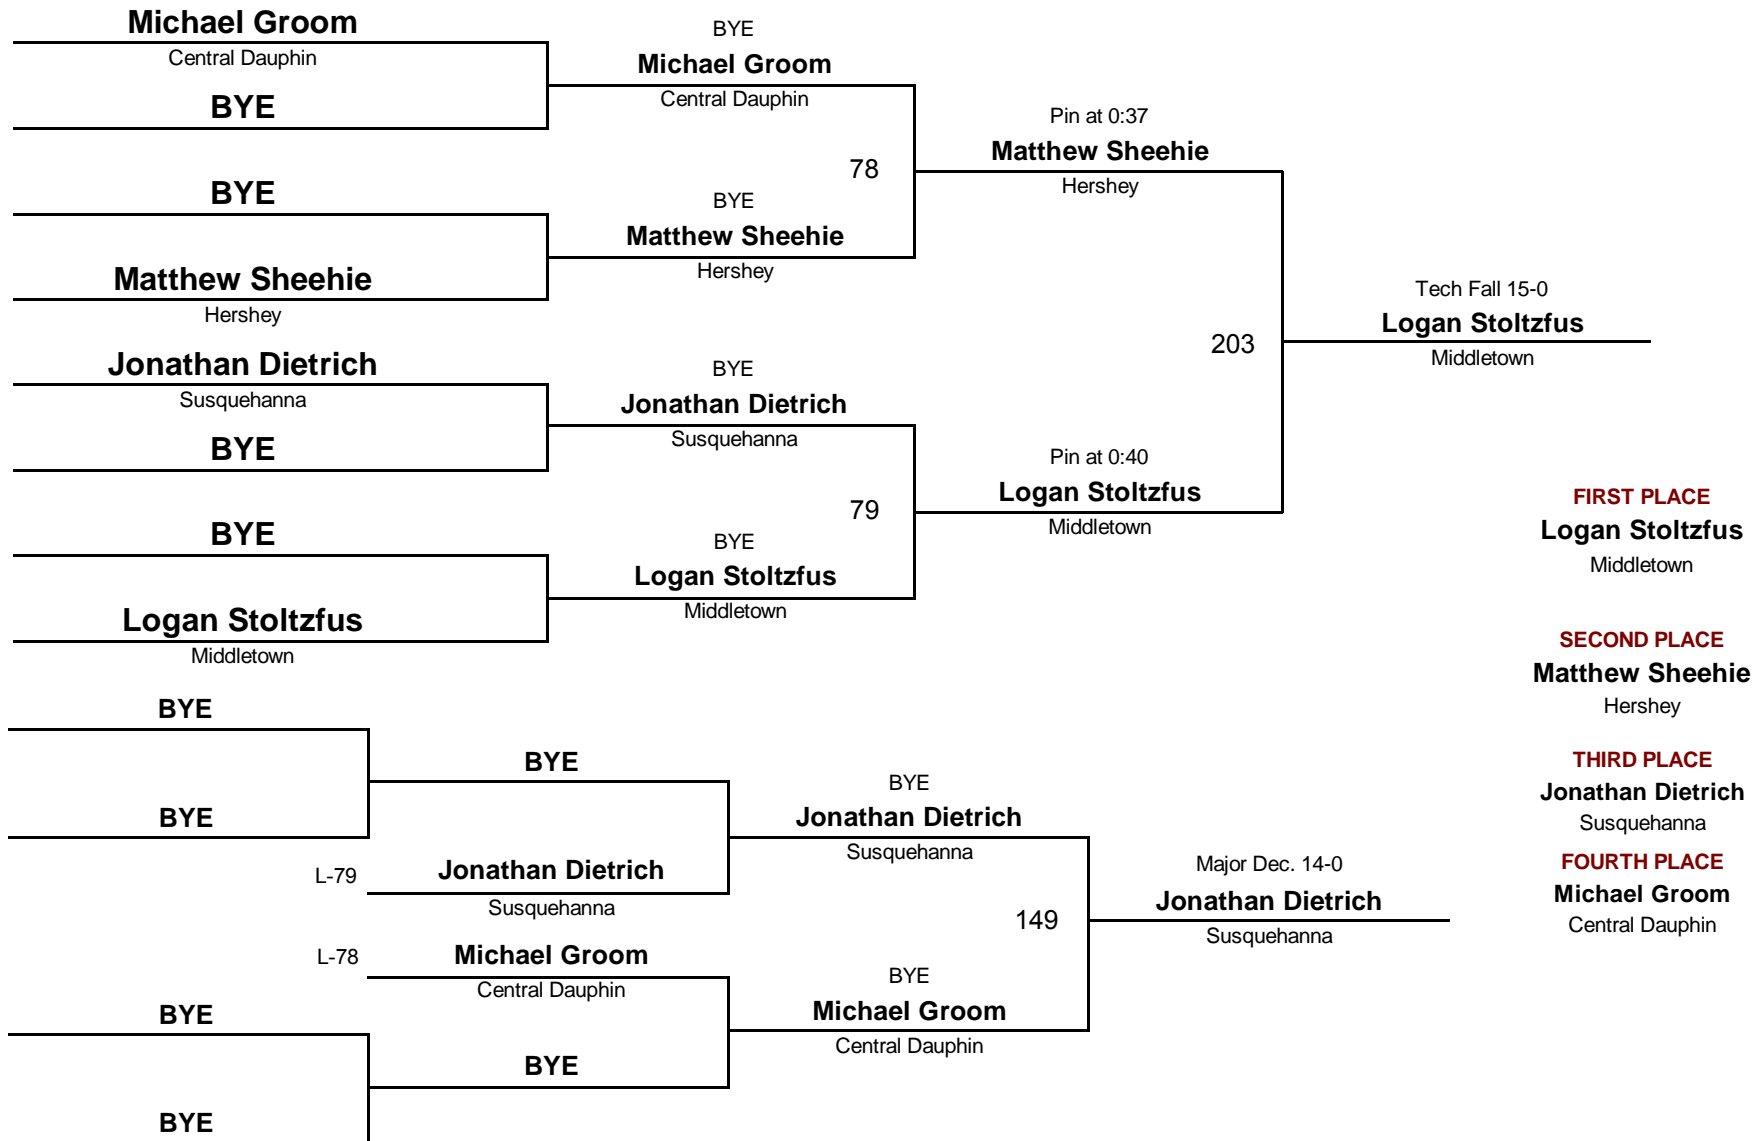 Michael Groom
Central Dauphin
BYE
BYE
Matthew Sheehie
Hershey
Jonathan Dietrich
Susquehanna
BYE
BYE
Logan Stoltzfus
Middletown
BYE
Michael Groom
Central Dauphin
78
BYE
Matthew Sheehie
Hershey
BYE
Jonathan Dietrich
Susquehanna
79
BYE
Logan Stoltzfus
Middletown
Pin at 0:37
Matthew Sheehie
Hershey
203
Pin at 0:40
Logan Stoltzfus
Middletown
Tech Fall 15-0
Logan Stoltzfus
Middletown
FIRST PLACE
Logan Stoltzfus
Middletown
SECOND PLACE
Matthew Sheehie
Hershey
THIRD PLACE
Jonathan Dietrich
Susquehanna
FOURTH PLACE
Michael Groom
Central Dauphin
BYE
BYE
BYE
L-79
Jonathan Dietrich
Susquehanna
L-78
Michael Groom
Central Dauphin
BYE
BYE
BYE
BYE
Jonathan Dietrich
Susquehanna
149
BYE
Michael Groom
Central Dauphin
Major Dec. 14-0
Jonathan Dietrich
Susquehanna